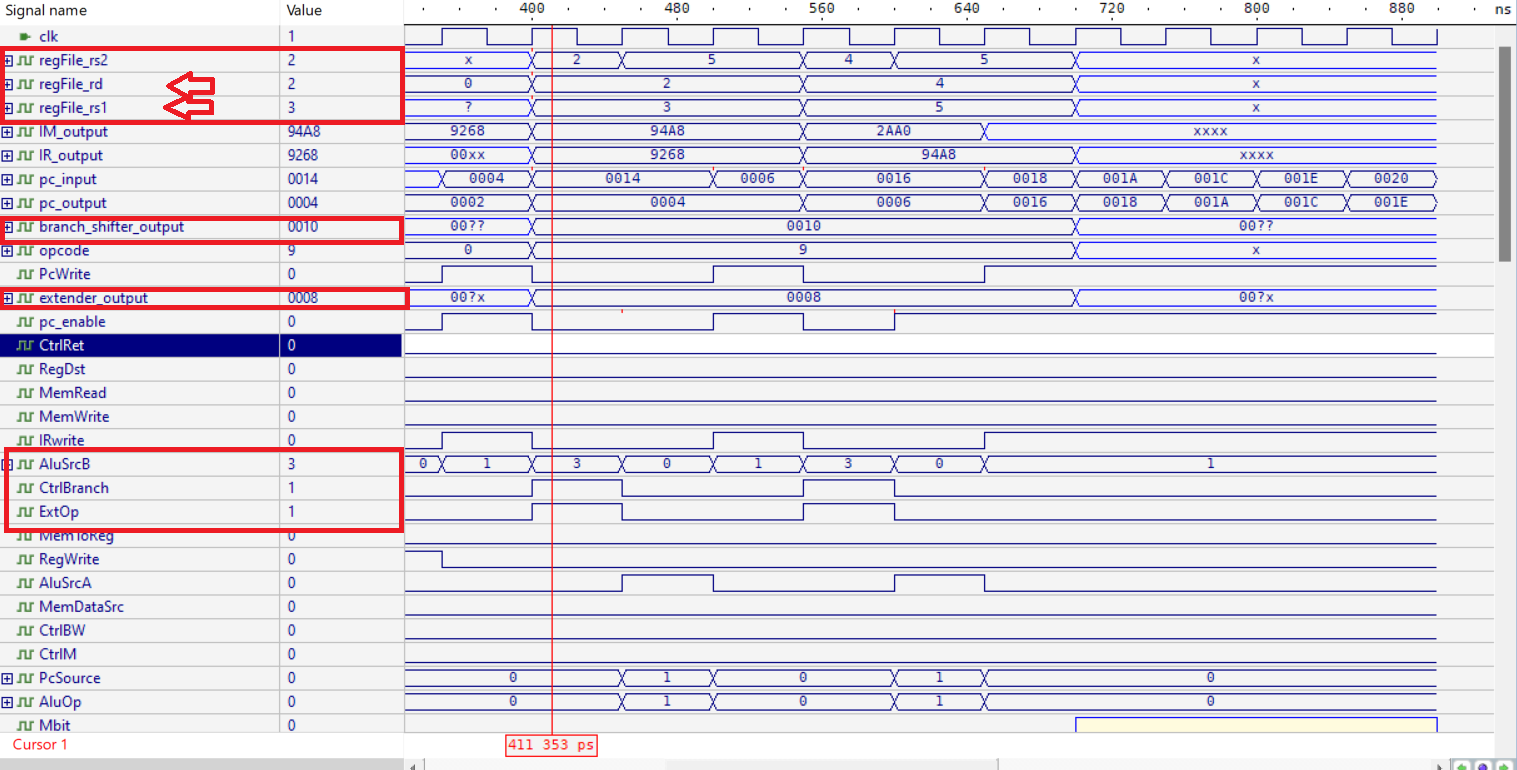 Signal name Value 400 480 560 640 720 800 880 ns
clk 1
regFile_rs2 2 x 2 5 4 5 x
regFile_rd 2 0 2 4 x
regFile_rs1 3 ? 3 5 x
IM_output 94A8 9268 94A8 2AA0 xxxx
IR_output 9268 00xx 9268 94A8 xxxx
pc_input 0014 0004 0014 0006 0016 0018 001A 001C 001E 0020
pc_output 0004 0002 0004 0006 0016 0018 001A 001C 001E
branch_shifter_output 0010 00?? 0010 00??
opcode 9 0 9 x
PcWrite 0
extender_output 0008 00?x 0008 00?x
pc_enable 0
CtrlRet 0
RegDst 0
MemRead 0
MemWrite 0
IRwrite 0
AluSrcB 3 0 1 3 0 1 3 0 1
CtrlBranch 1
ExtOp 1
MemToReg 0
RegWrite 0
AluSrcA 0
MemDataSrc 0
CtrlBW 0
CtrlM 0
PcSource 0 0 1 0 1 0
AluOp 0 0 1 0 1 0
Mbit 0
Cursor 1 411 353 ps